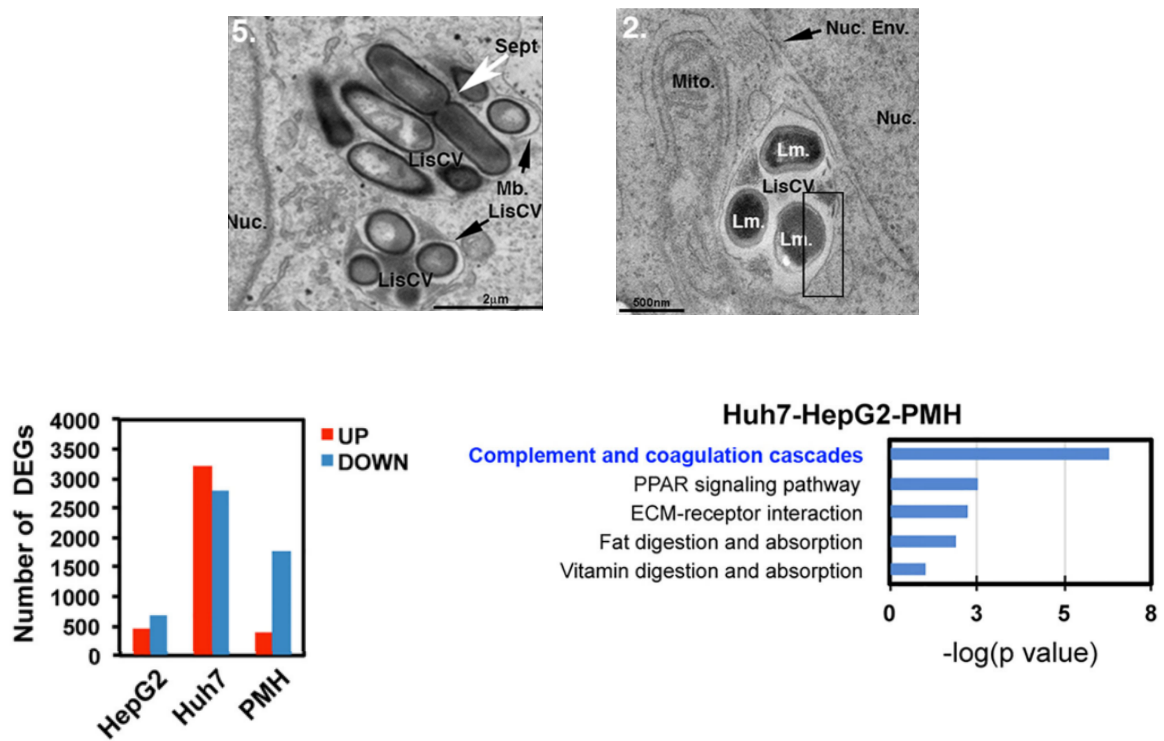 5.
Sept
LisCV
Mb.
LisCV
Nuc.
LisCV
2μm
2.
Nuc. Env.
Mito.
Nuc.
Lm.
LisCV
Lm.
Lm.
500nm
Number of DEGs
4000
3500
3000
2500
2000
1500
1000
500
0
HepG2
Huh7
PMH
UP
DOWN
Huh7-HepG2-PMH
Complement and coagulation cascades
PPAR signaling pathway
ECM-receptor interaction
Fat digestion and absorption
Vitamin digestion and absorption
0 3 5 8
-log(p value)